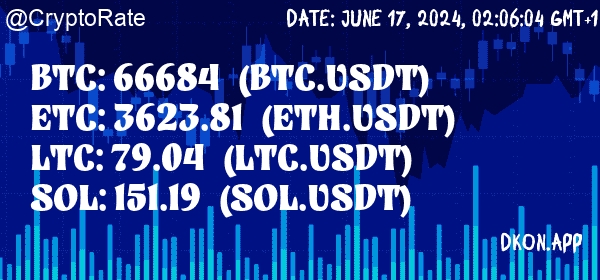 @CryptoRate
DATE: JUNE 17, 2024, 02:06:04 GMT+1
BTC: 66684 (BTC.USDT)
ETC: 3623.81 (ETH.USDT)
LTC: 79.04 (LTC.USDT)
SOL: 151.19 (SOL.USDT)
DKON.APP